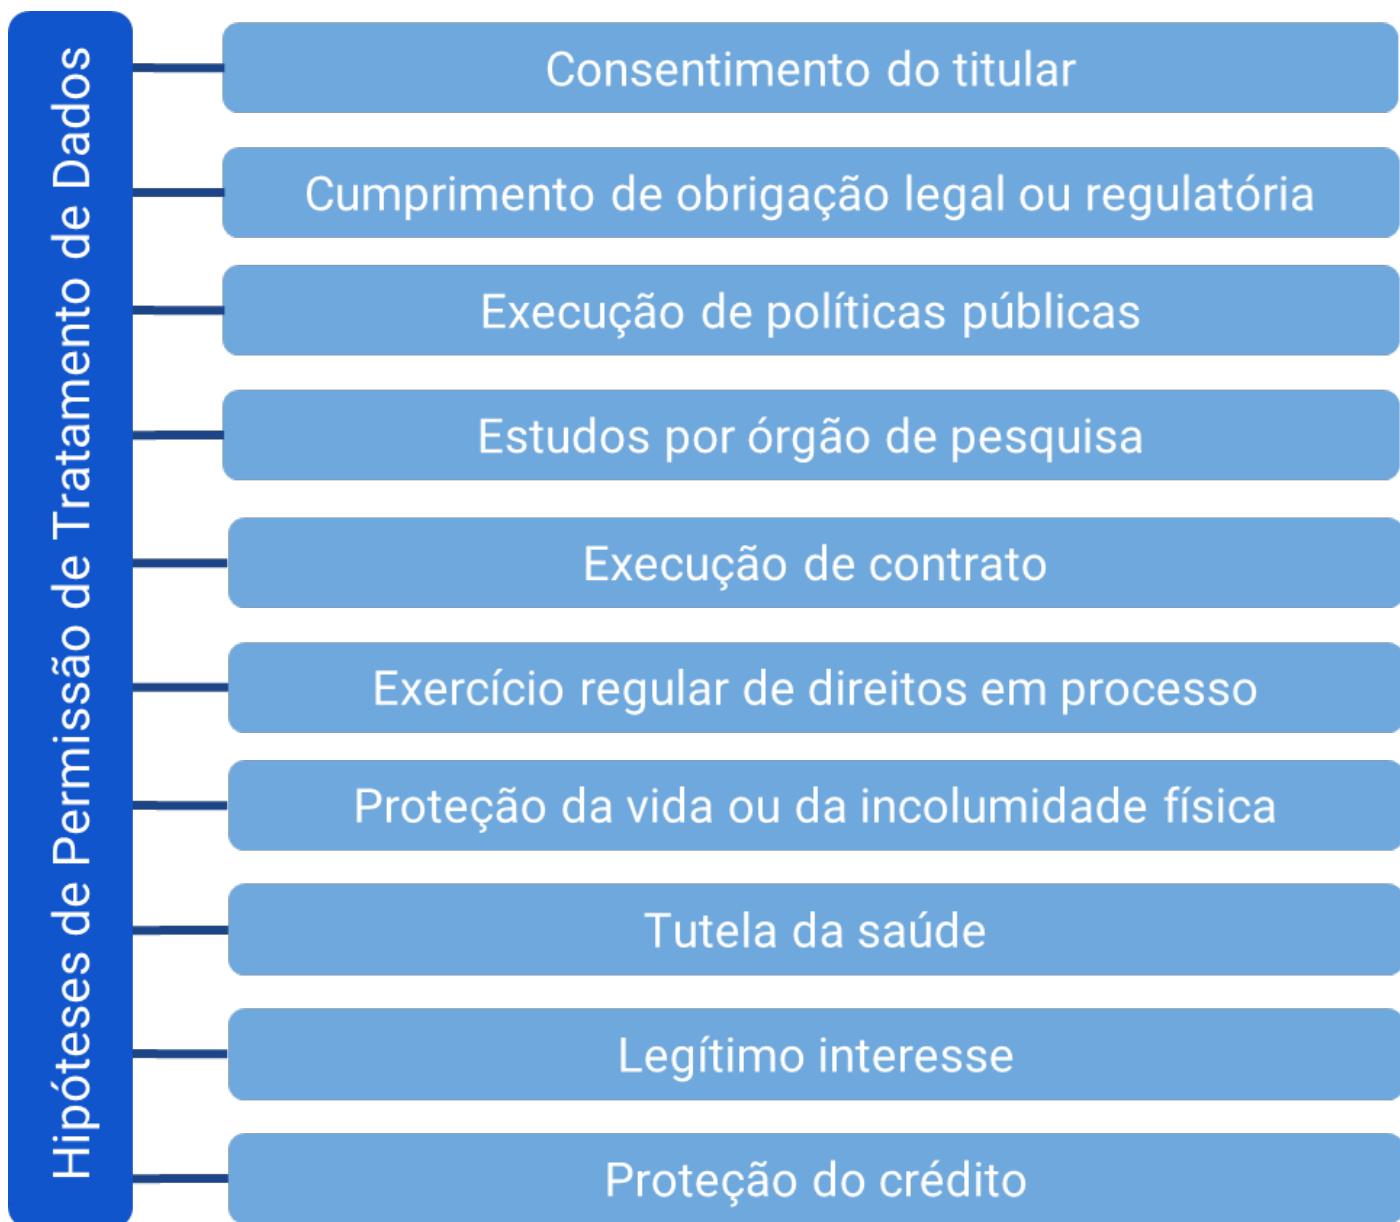 Hipóteses de Permissão de Tratamento de Dados
Consentimento do titular
Cumprimento de obrigação legal ou regulatória
Execução de políticas públicas
Estudos por órgão de pesquisa
Execução de contrato
Exercício regular de direitos em processo
Proteção da vida ou da incolumidade física
Tutela da saúde
Legítimo interesse
Proteção do crédito